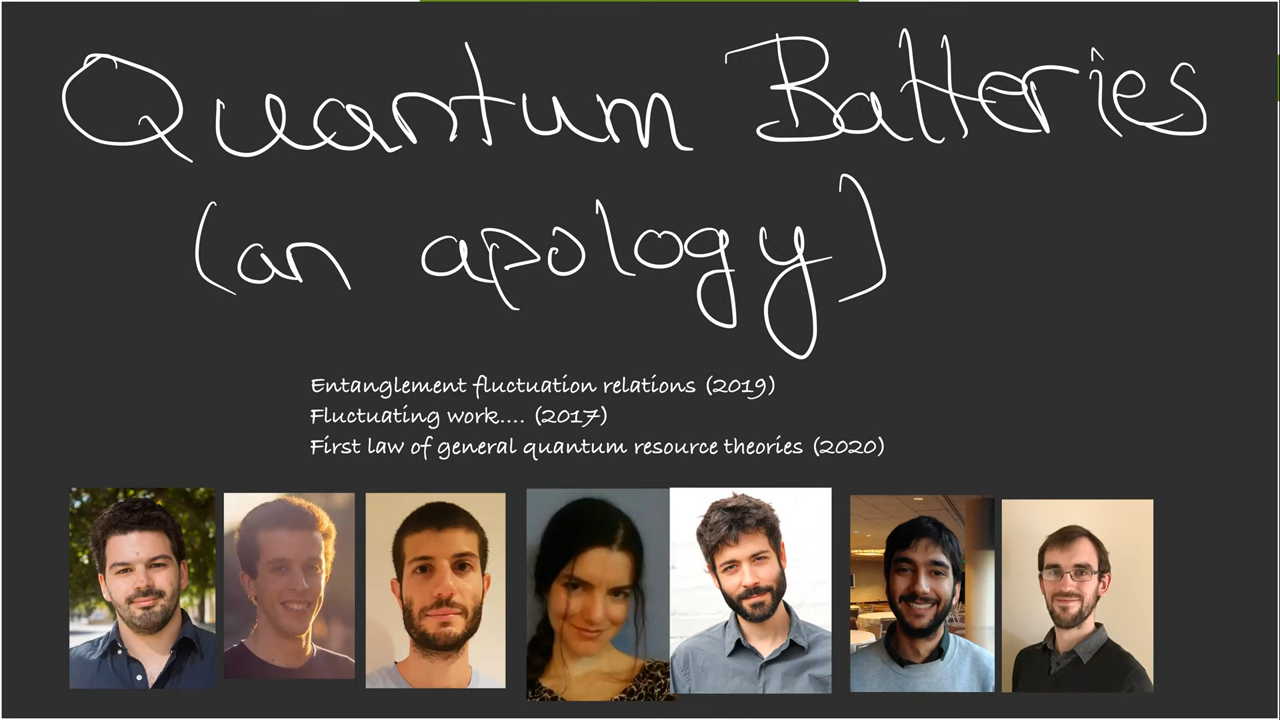 Quantum Batteries
(an apology)
Entanglement fluctuation relations (2019)
Fluctuating work.... (2017)
First law of general quantum resource theories (2020)